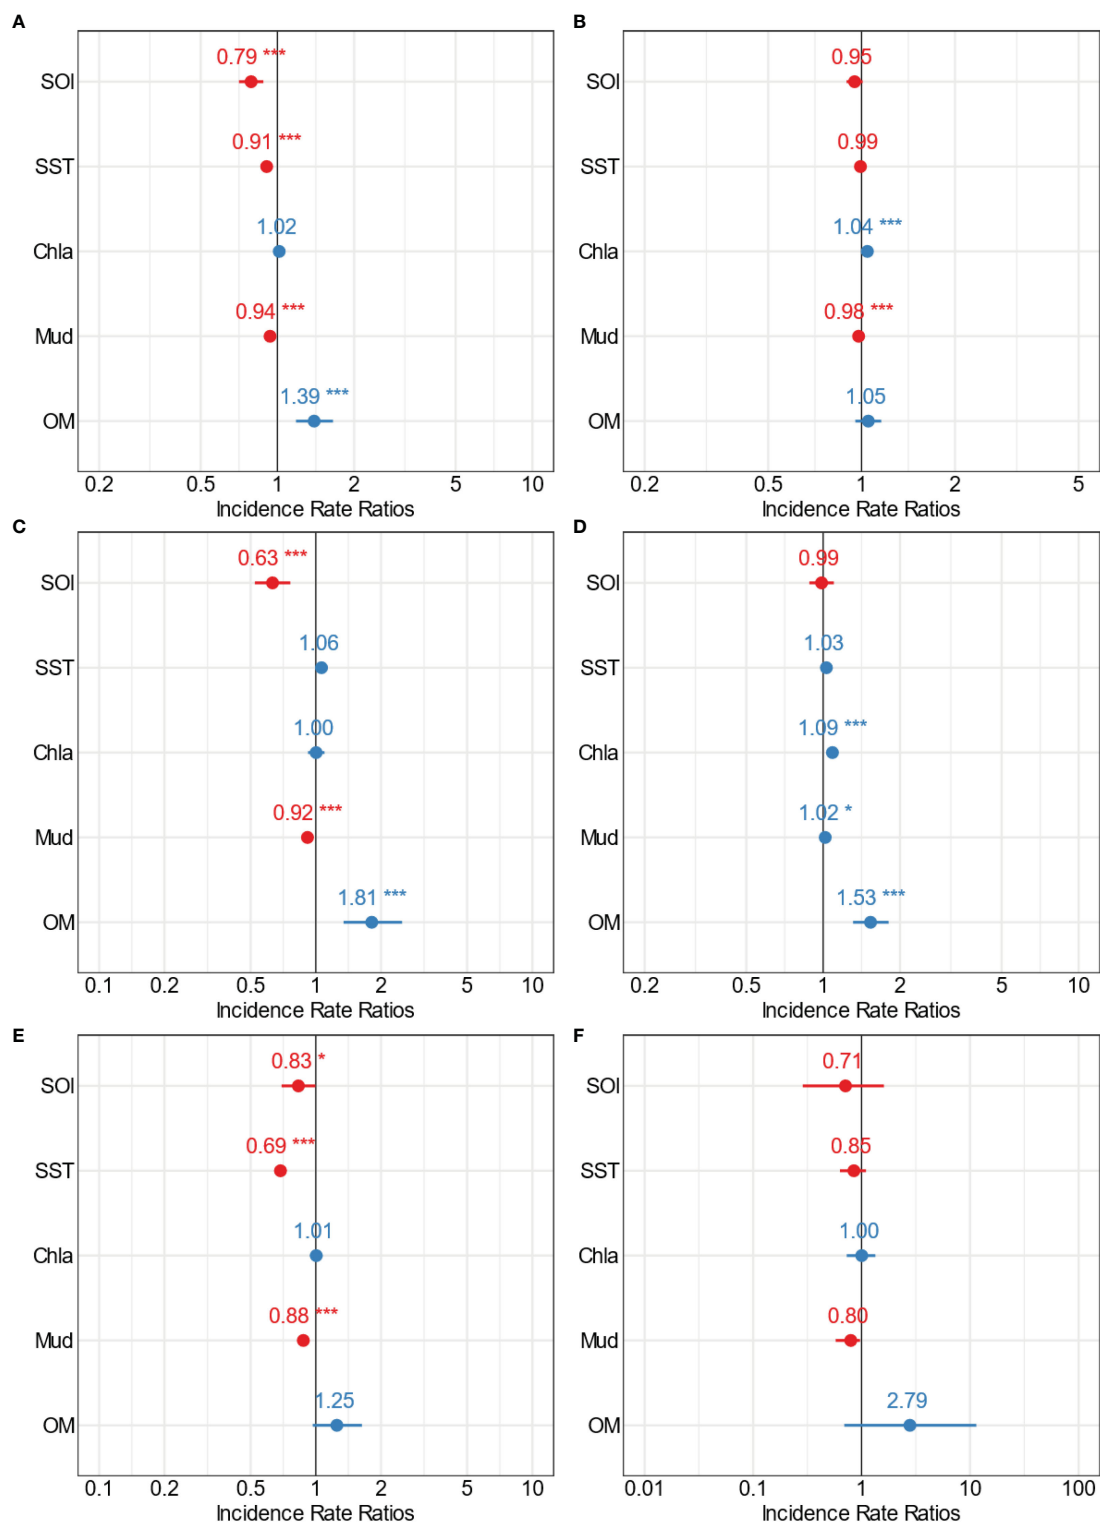 A
0.79 ***
SOI
0.91 ***
SST
1.02
Chla
0.94 ***
Mud
1.39 ***
OM
0.2 0.5 1 2 5 10
Incidence Rate Ratios
B
0.95
SOI
0.99
SST
1.04 ***
Chla
0.98 ***
Mud
1.05
OM
0.2 0.5 1 2 5
Incidence Rate Ratios
C
0.63 ***
SOI
1.06
SST
1.00
Chla
0.92 ***
Mud
1.81 ***
OM
0.1 0.2 0.5 1 2 5 10
Incidence Rate Ratios
D
0.99
SOI
1.03
SST
1.09 ***
Chla
1.02 *
Mud
1.53 ***
OM
0.2 0.5 1 2 5 10
Incidence Rate Ratios
E
0.83 *
SOI
0.69 ***
SST
1.01
Chla
0.88 ***
Mud
1.25
OM
0.1 0.2 0.5 1 2 5 10
Incidence Rate Ratios
F
0.71
SOI
0.85
SST
1.00
Chla
0.80
Mud
2.79
OM
0.01 0.1 1 10 100
Incidence Rate Ratios